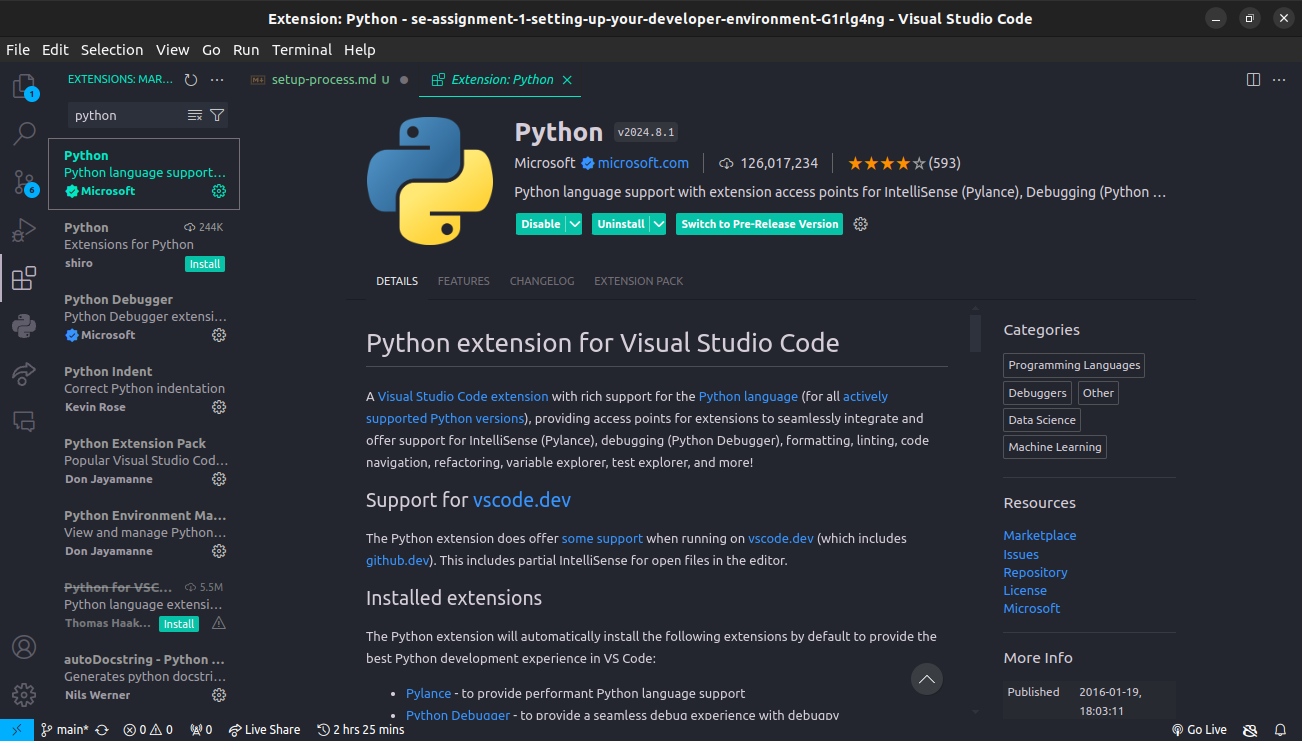 Extension: Python - se-assignment-1-setting-up-your-developer-environment-G1rlg4ng - Visual Studio Code
File Edit Selection View Go Run Terminal Help
EXTENSIONS: MAR...
setup-process.md U
Extension: Python
1
6
python
Python
Python language support...
Microsoft
Python 244K
Extensions for Python
shiro Install
Python Debugger
Python Debugger extensi...
Microsoft
Python Indent
Correct Python indentation
Kevin Rose
Python Extension Pack
Popular Visual Studio Cod...
Don Jayamanne
Python Environment Ma...
View and manage Python...
Don Jayamanne
Python for VSC... 5.5M
Python language extensi...
Thomas Haak... Install
autoDocstring - Python ...
Generates python docstri...
Nils Werner
Python v2024.8.1
Microsoft microsoft.com 126,017,234 (593)
Python language support with extension access points for IntelliSense (Pylance), Debugging (Python ...
Disable Uninstall Switch to Pre-Release Version
DETAILS FEATURES CHANGELOG EXTENSION PACK
Python extension for Visual Studio Code
A Visual Studio Code extension with rich support for the Python language (for all actively
supported Python versions), providing access points for extensions to seamlessly integrate and
offer support for IntelliSense (Pylance), debugging (Python Debugger), formatting, linting, code
navigation, refactoring, variable explorer, test explorer, and more!
Support for vscode.dev
The Python extension does offer some support when running on vscode.dev (which includes
github.dev). This includes partial IntelliSense for open files in the editor.
Installed extensions
The Python extension will automatically install the following extensions by default to provide the
best Python development experience in VS Code:
• Pylance - to provide performant Python language support
• Python Debugger - to provide a seamless debug experience with debugpy
Categories
Programming Languages
Debuggers Other
Data Science
Machine Learning
Resources
Marketplace
Issues
Repository
License
Microsoft
More Info
Published 2016-01-19,
18:03:11
main* 0 0 0 Live Share 2 hrs 25 mins Go Live